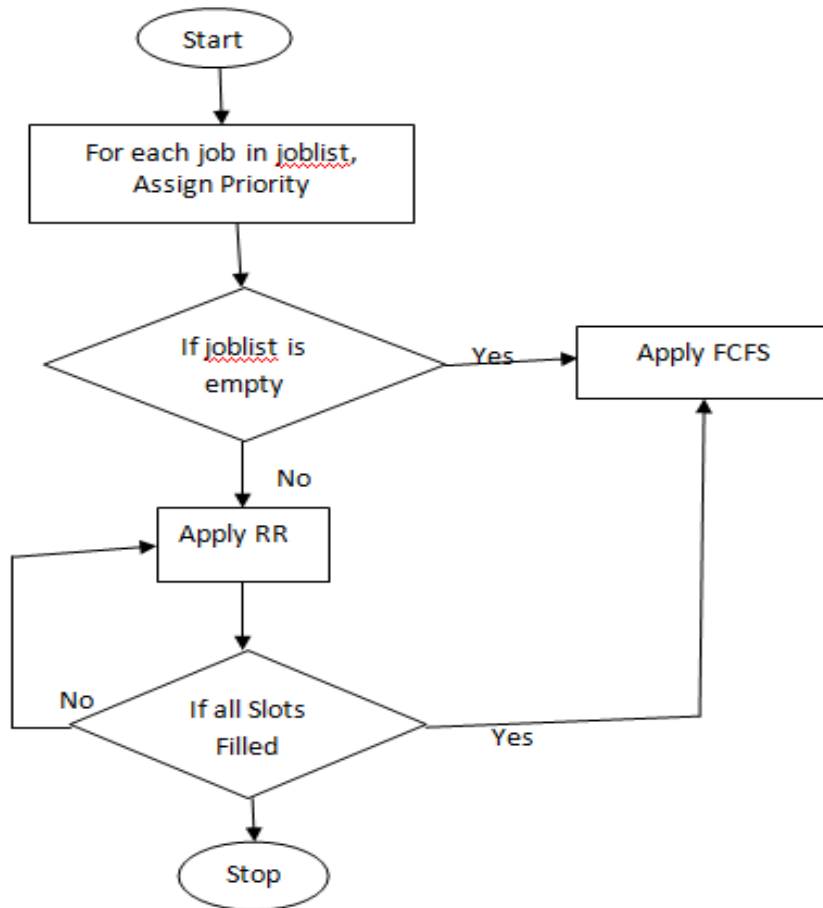 Start
For each job in joblist,
Assign Priority
If joblist is
empty
Yes
Apply FCFS
No
Apply RR
No
If all Slots
Filled
Yes
Stop